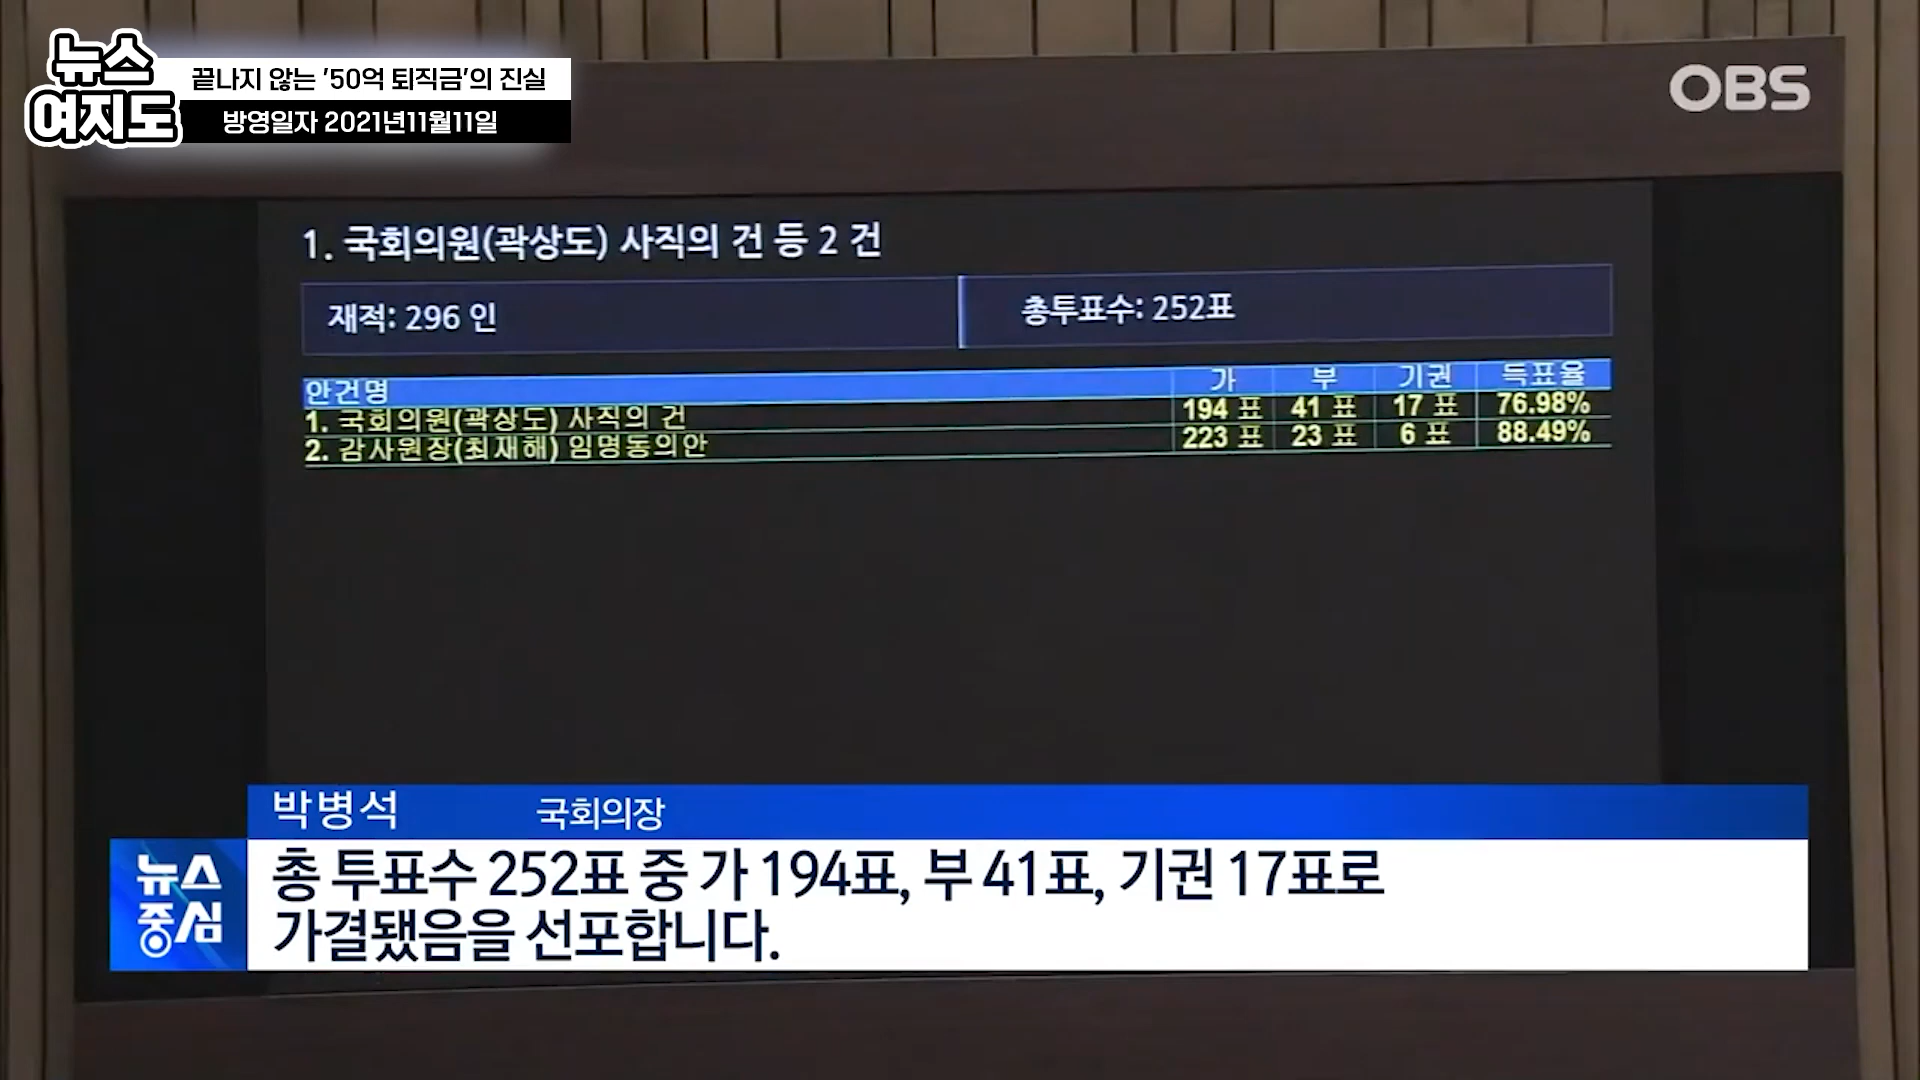 뉴스
여지도
끝나지 않는 '50억 퇴직금'의 진실
방영일자 2021년11월11일
OBS
1. 국회의원(곽상도) 사직의 건 등 2 건
재적: 296 인
총투표수: 252표
안건명 가 부 기권 득표율
1. 국회의원(곽상도) 사직의 건 194 표 41 표 17 표 76.98%
2. 감사원장(최재해) 임명동의안 223 표 23 표 6 표 88.49%
박병석 국회의장
뉴스
중심
총 투표수 252표 중 가 194표, 부 41표, 기권 17표로
가결됐음을 선포합니다.